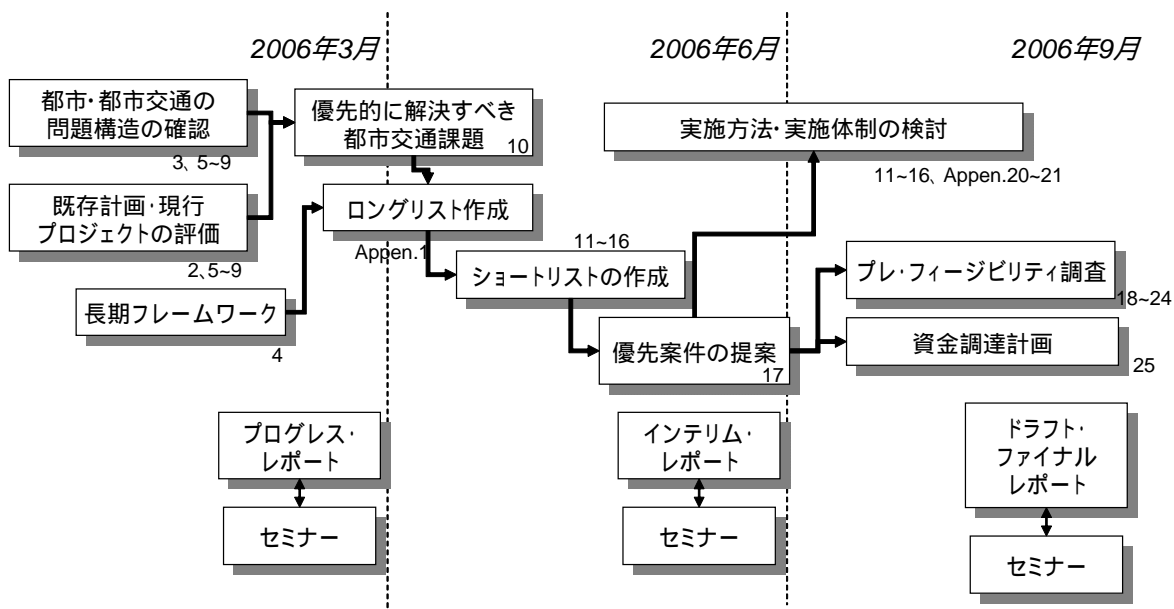 2006年3月
2006年6月
2006年9月
都市・都市交通の
問題構造の確認
3、5~9
優先的に解決すべき
都市交通課題
10
実施方法・実施体制の検討
11~16、Appen.20~21
既存計画・現行
プロジェクトの評価
2、5~9
ロングリスト作成
Appen.1
11~16
ショートリストの作成
プレ・フィージビリティ調査
18~24
長期フレームワーク
4
優先案件の提案
17
資金調達計画
25
プログレス・
レポート
セミナー
インテリム・
レポート
セミナー
ドラフト・
ファイナル
レポート
セミナー